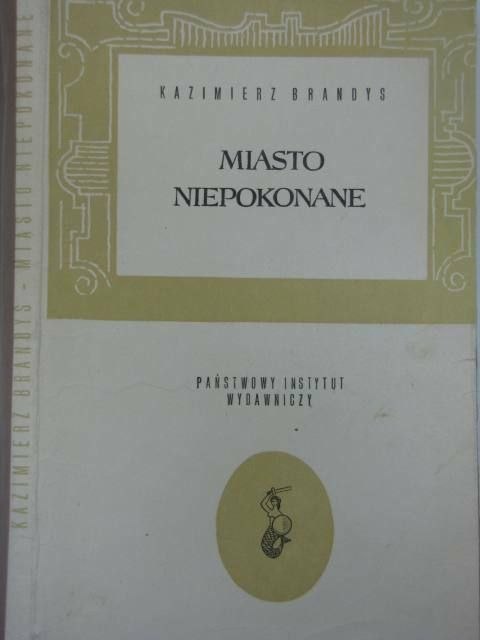 KAZIMIERZ BRANDYS
MIASTO
NIEPOKONANE
PAŃSTWOWY INSTYTUT
WYDAWNICZY
KAZIMIERZ BRANDYS - MIASTO NIEPOKONANE